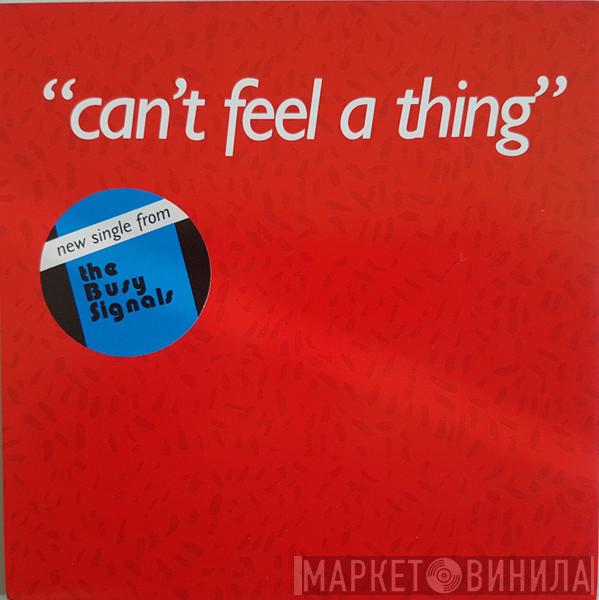 “can’t feel a thing”
new single from
the
Busy
Signals
МАРКЕТ ВИНИЛА